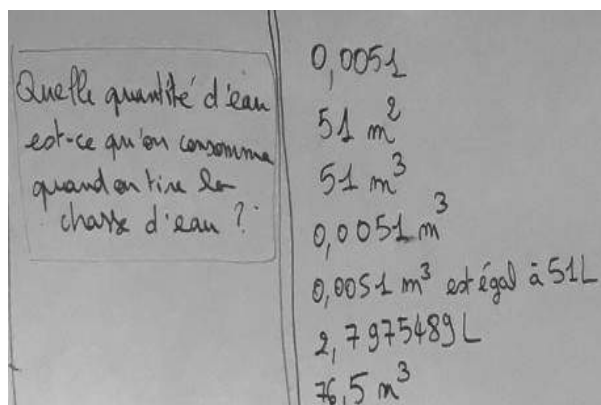 Quelle quantité d'eau
est-ce qu'on consomme
quand on tire la
chasse d'eau ?
0,0051
51 m²
51 m³
0,0051 m³
0,0051 m³ est égal à 51L
2,7975489L
76,5 m³